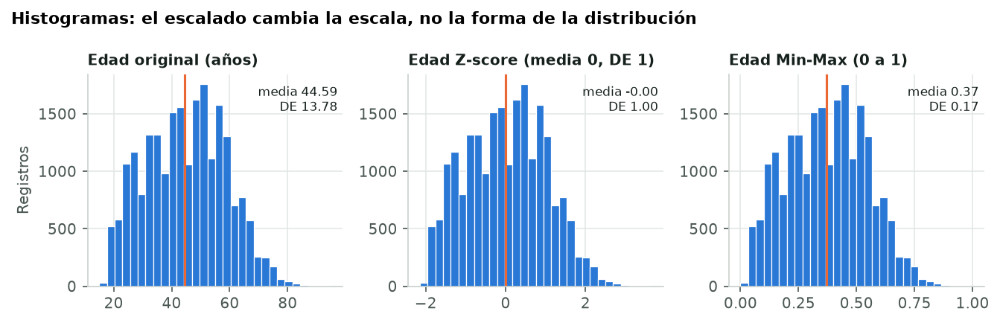 Histogramas: el escalado cambia la escala, no la forma de la distribución
Edad original (años)
media 44.59
DE 13.78
Registros
1500
1000
500
0
20 40 60 80
Edad Z-score (media 0, DE 1)
media -0.00
DE 1.00
1500
1000
500
0
−2 0 2
Edad Min-Max (0 a 1)
media 0.37
DE 0.17
1500
1000
500
0
0.00 0.25 0.50 0.75 1.00